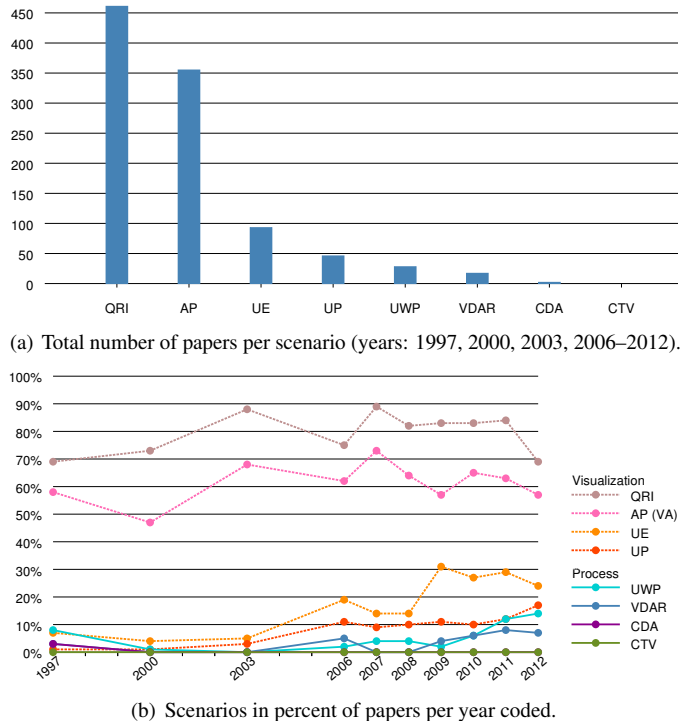 450
400
350
300
250
200
150
100
50
0
QRI AP UE UP UWP VDAR CDA CTV
(a) Total number of papers per scenario (years: 1997, 2000, 2003, 2006–2012).
100%
90%
80%
70%
60%
50%
40%
30%
20%
10%
0%
1997 2000 2003 2006 2007 2008 2009 2010 2011 2012
Visualization
QRI
AP (VA)
UE
UP
Process
UWP
VDAR
CDA
CTV
(b) Scenarios in percent of papers per year coded.